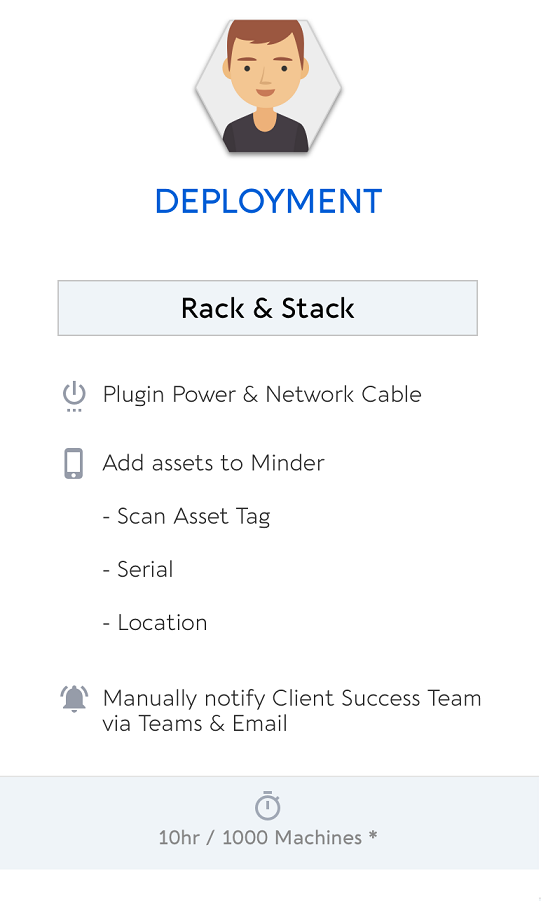 DEPLOYMENT
Rack & Stack
Plugin Power & Network Cable
Add assets to Minder
- Scan Asset Tag
- Serial
- Location
Manually notify Client Success Team
via Teams & Email
10hr / 1000 Machines *